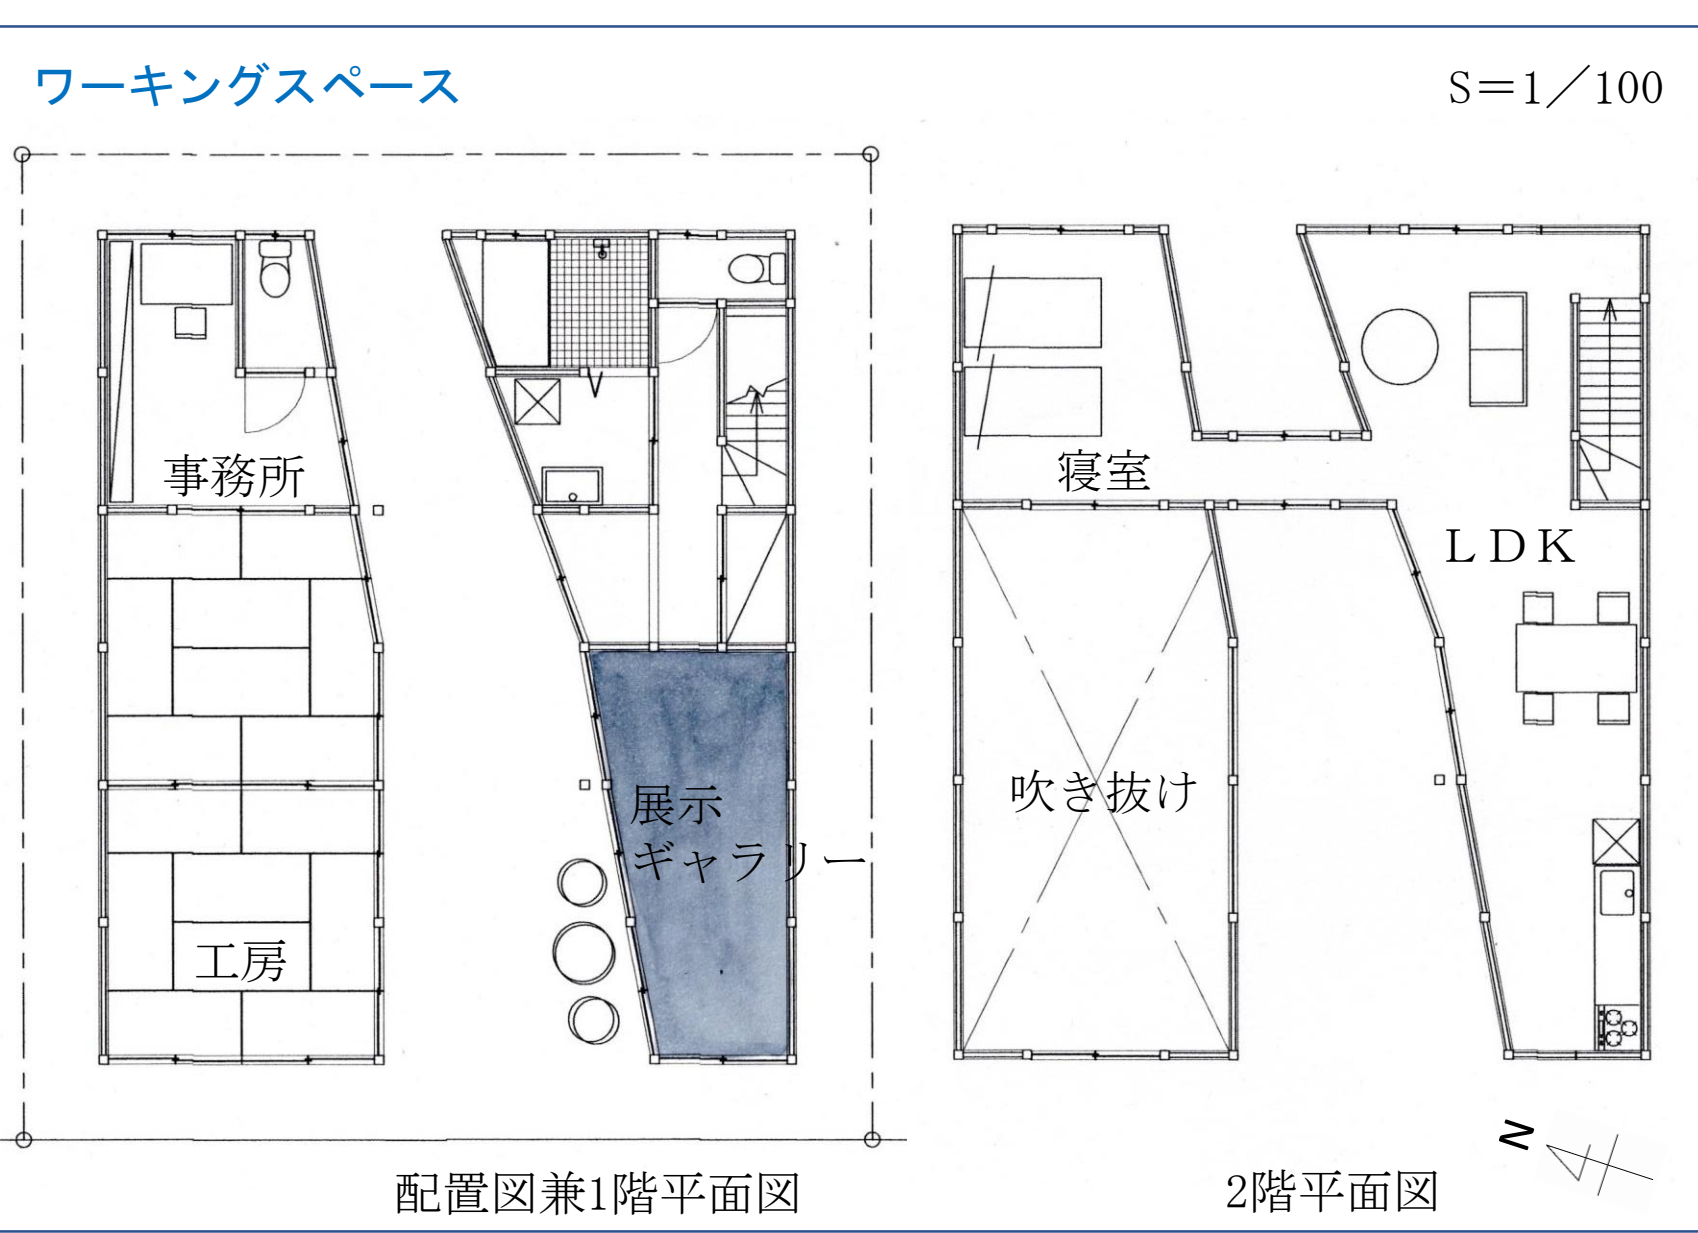 ワーキングスペース
S＝1／100
事務所
展示
ギャラリー
工房
寝室
ＬＤＫ
吹き抜け
N
配置図兼1階平面図
2階平面図